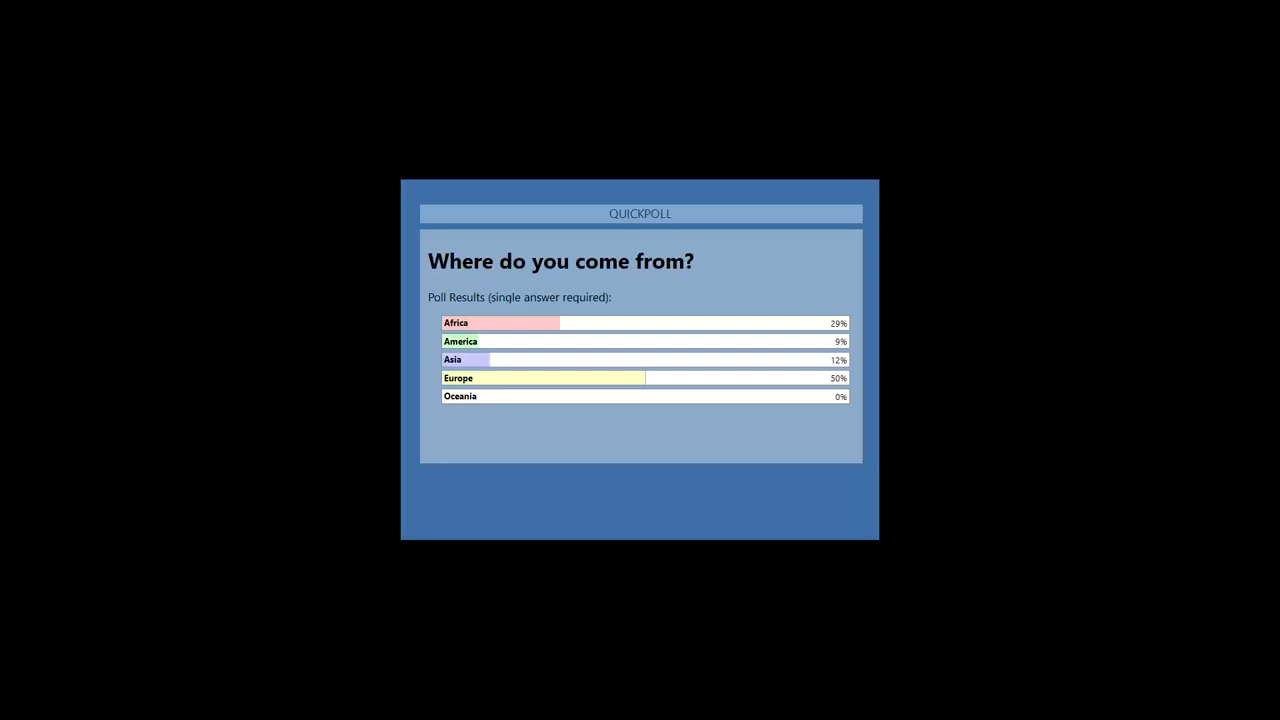 QUICKPOLL
Where do you come from?
Poll Results (single answer required):
Africa 29%
America 9%
Asia 12%
Europe 50%
Oceania 0%